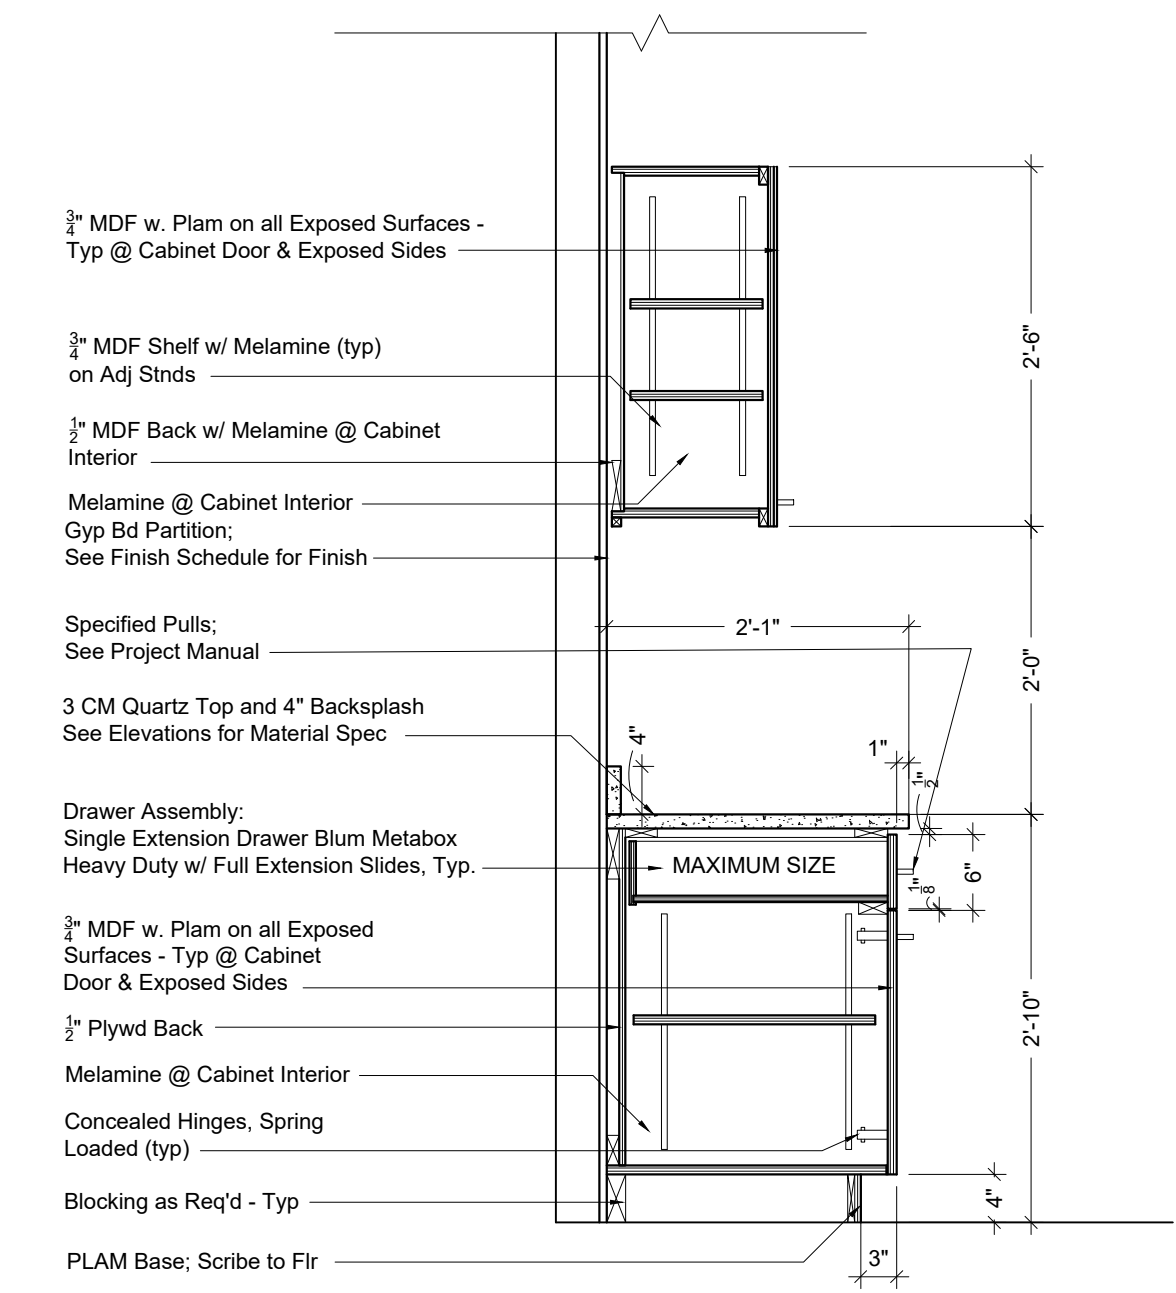 3/4" MDF w. Plam on all Exposed Surfaces -
Typ @ Cabinet Door & Exposed Sides
3/4" MDF Shelf w/ Melamine (typ)
on Adj Stnds
1/2" MDF Back w/ Melamine @ Cabinet
Interior
Melamine @ Cabinet Interior
Gyp Bd Partition;
See Finish Schedule for Finish
Specified Pulls;
See Project Manual
3 CM Quartz Top and 4" Backsplash
See Elevations for Material Spec
Drawer Assembly:
Single Extension Drawer Blum Metabox
Heavy Duty w/ Full Extension Slides, Typ.
3/4" MDF w. Plam on all Exposed
Surfaces - Typ @ Cabinet
Door & Exposed Sides
1/2" Plywd Back
Melamine @ Cabinet Interior
Concealed Hinges, Spring
Loaded (typ)
Blocking as Req'd - Typ
PLAM Base; Scribe to Flr
2'-6"
2'-1"
2'-0"
4"
1"
1/2"
MAXIMUM SIZE
6"
1/8"
2'-10"
4"
3"